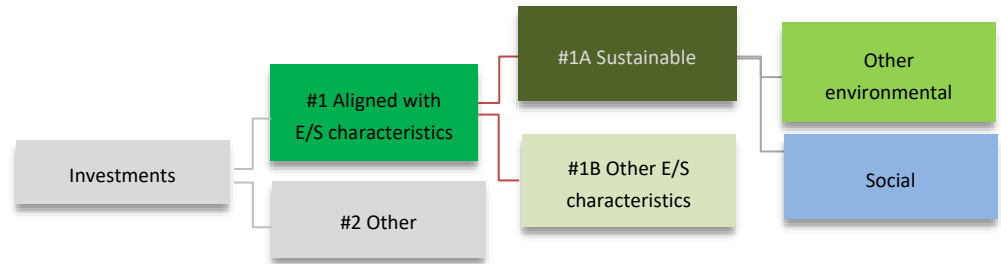 Investments
#1 Aligned with
E/S characteristics
#2 Other
#1A Sustainable
#1B Other E/S
characteristics
Other
environmental
Social